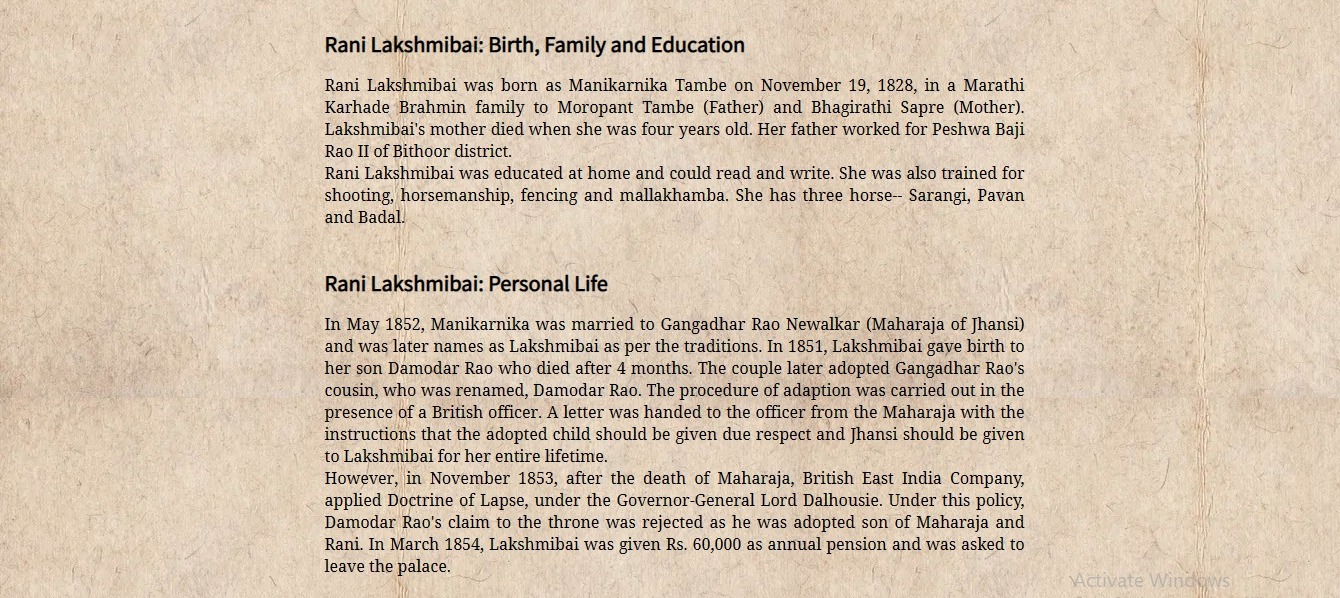 Rani Lakshmibai: Birth, Family and Education
Rani Lakshmibai was born as Manikarnika Tambe on November 19, 1828, in a Marathi
Karhade Brahmin family to Moropant Tambe (Father) and Bhagirathi Sapre (Mother).
Lakshmibai's mother died when she was four years old. Her father worked for Peshwa Baji
Rao II of Bithoor district.
Rani Lakshmibai was educated at home and could read and write. She was also trained for
shooting, horsemanship, fencing and mallakhamba. She has three horse-- Sarangi, Pavan
and Badal.
Rani Lakshmibai: Personal Life
In May 1852, Manikarnika was married to Gangadhar Rao Newalkar (Maharaja of Jhansi)
and was later names as Lakshmibai as per the traditions. In 1851, Lakshmibai gave birth to
her son Damodar Rao who died after 4 months. The couple later adopted Gangadhar Rao's
cousin, who was renamed, Damodar Rao. The procedure of adaption was carried out in the
presence of a British officer. A letter was handed to the officer from the Maharaja with the
instructions that the adopted child should be given due respect and Jhansi should be given
to Lakshmibai for her entire lifetime.
However, in November 1853, after the death of Maharaja, British East India Company,
applied Doctrine of Lapse, under the Governor-General Lord Dalhousie. Under this policy,
Damodar Rao's claim to the throne was rejected as he was adopted son of Maharaja and
Rani. In March 1854, Lakshmibai was given Rs. 60,000 as annual pension and was asked to
leave the palace.
Activate Windows